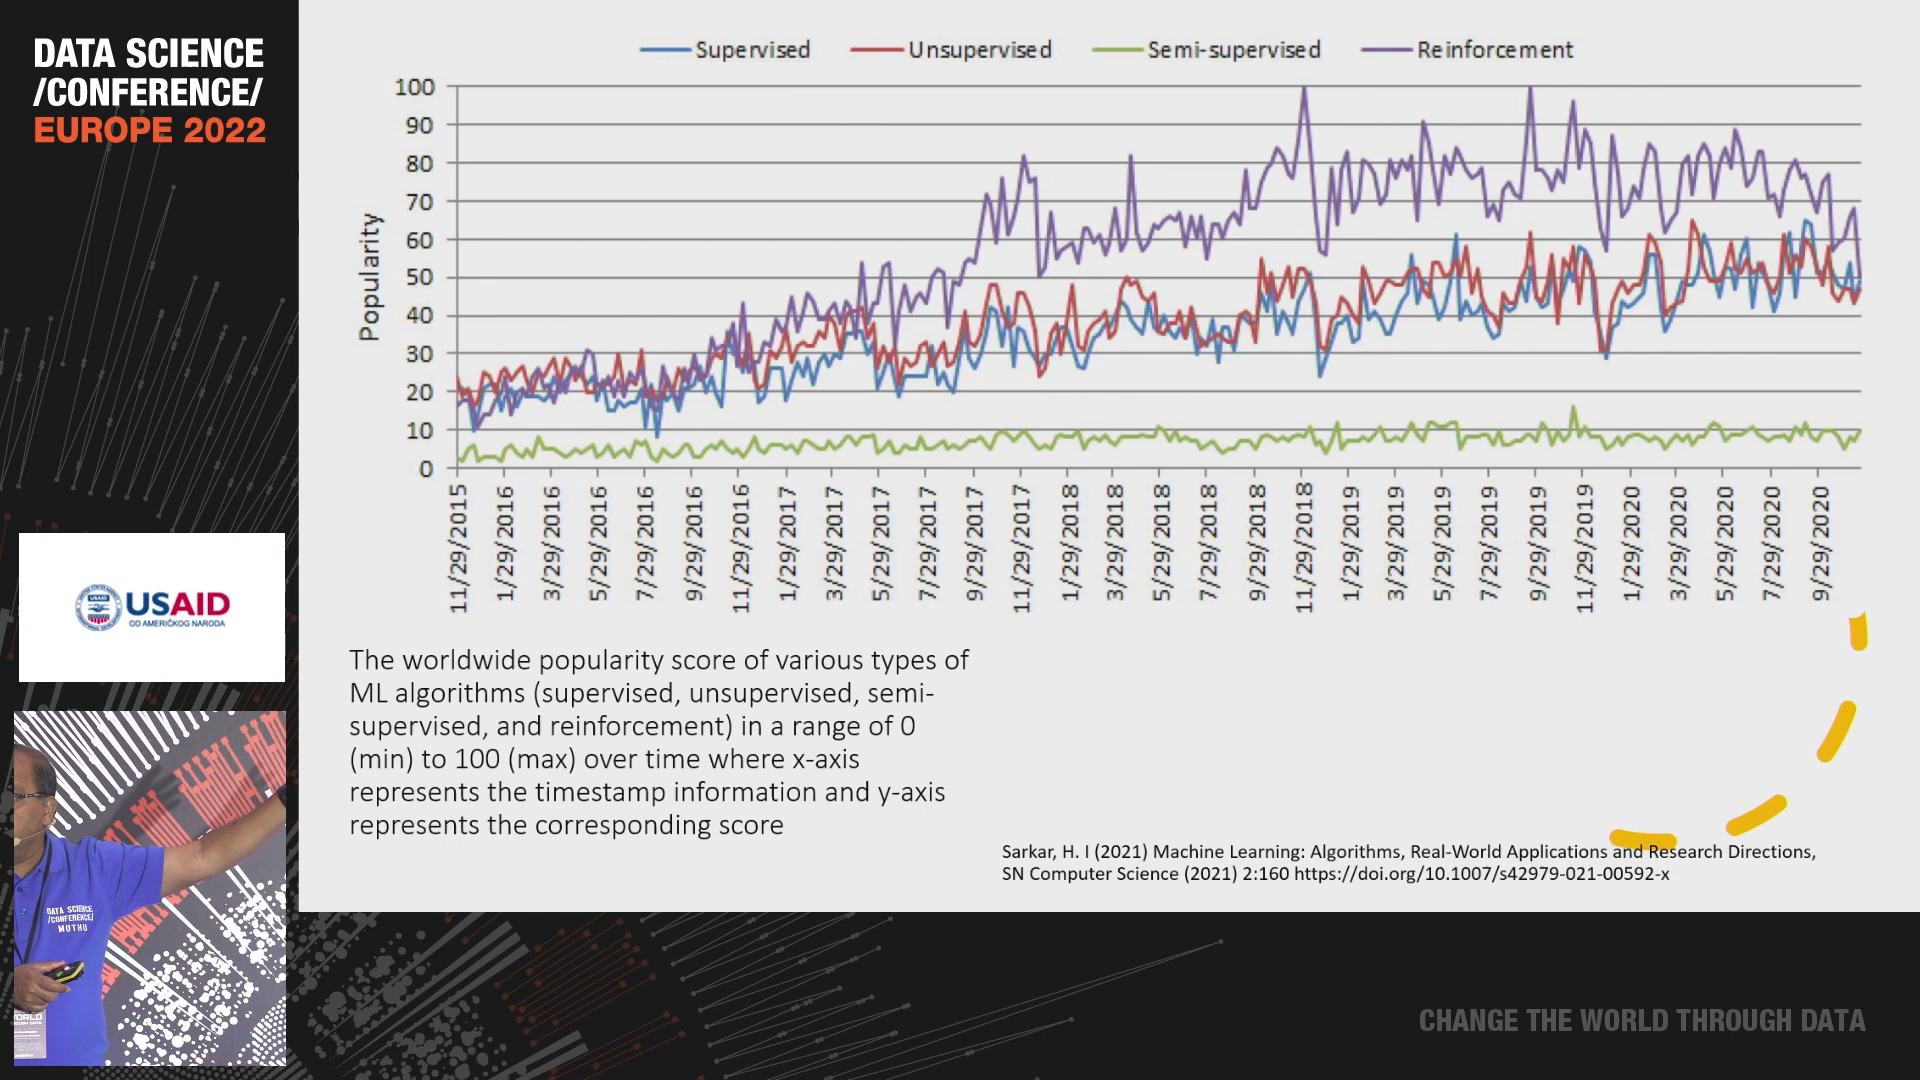 DATA SCIENCE
/CONFERENCE/
EUROPE 2022
Supervised
Unsupervised
Semi-supervised
Reinforcement
Popularity
100
90
80
70
60
50
40
30
20
10
0
11/29/2015
1/29/2016
3/29/2016
5/29/2016
7/29/2016
9/29/2016
11/29/2016
1/29/2017
3/29/2017
5/29/2017
7/29/2017
9/29/2017
11/29/2017
1/29/2018
3/29/2018
5/29/2018
7/29/2018
9/29/2018
11/29/2018
1/29/2019
3/29/2019
5/29/2019
7/29/2019
9/29/2019
11/29/2019
1/29/2020
3/29/2020
5/29/2020
7/29/2020
9/29/2020
USAID
OD AMERIČKOG NARODA
The worldwide popularity score of various types of
ML algorithms (supervised, unsupervised, semi-
supervised, and reinforcement) in a range of 0
(min) to 100 (max) over time where x-axis
represents the timestamp information and y-axis
represents the corresponding score
Sarkar, H. I (2021) Machine Learning: Algorithms, Real-World Applications and Research Directions,
SN Computer Science (2021) 2:160 https://doi.org/10.1007/s42979-021-00592-x
DATA SCIENCE
/CONFERENCE/
MUTHU
CHANGE THE WORLD THROUGH DATA